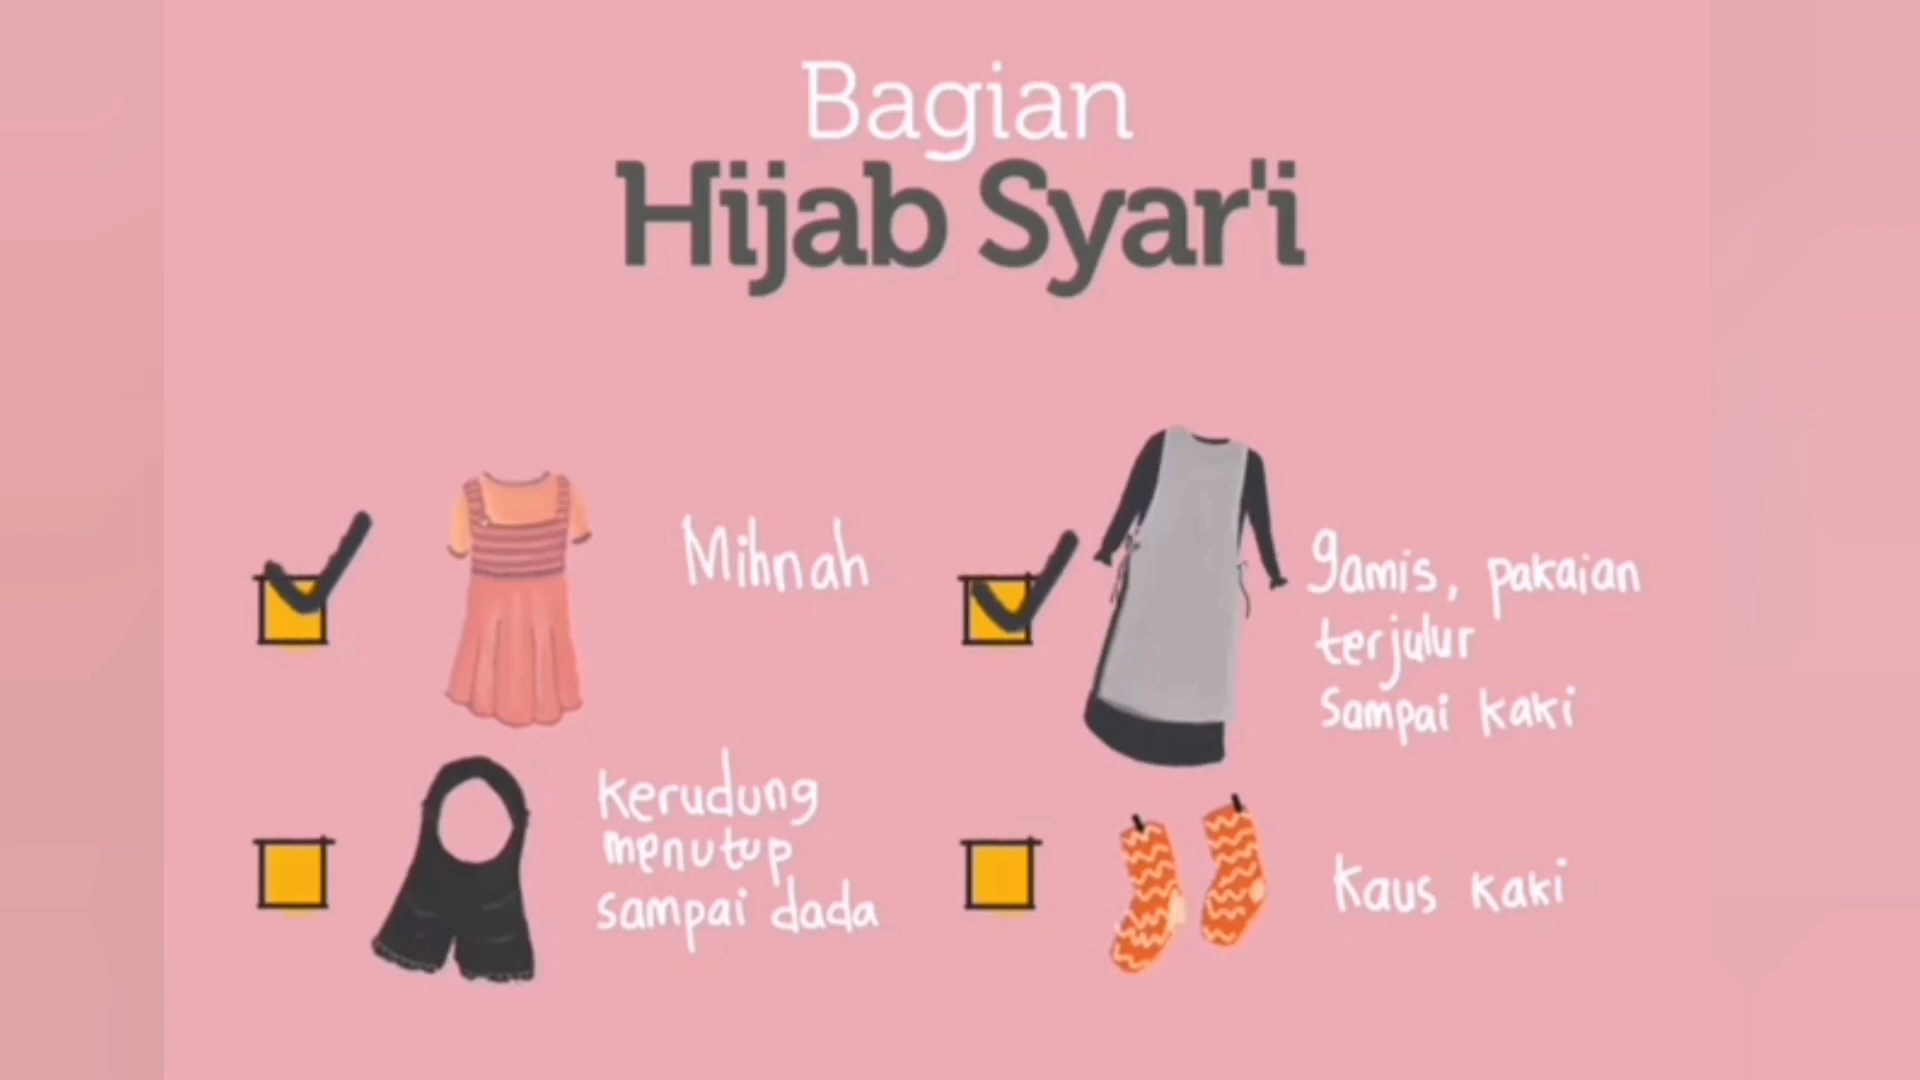 Bagian
Hijab Syar'i
Mihnah
gamis, pakaian
terjulur
sampai kaki
kerudung
menutup
sampai dada
kaus kaki